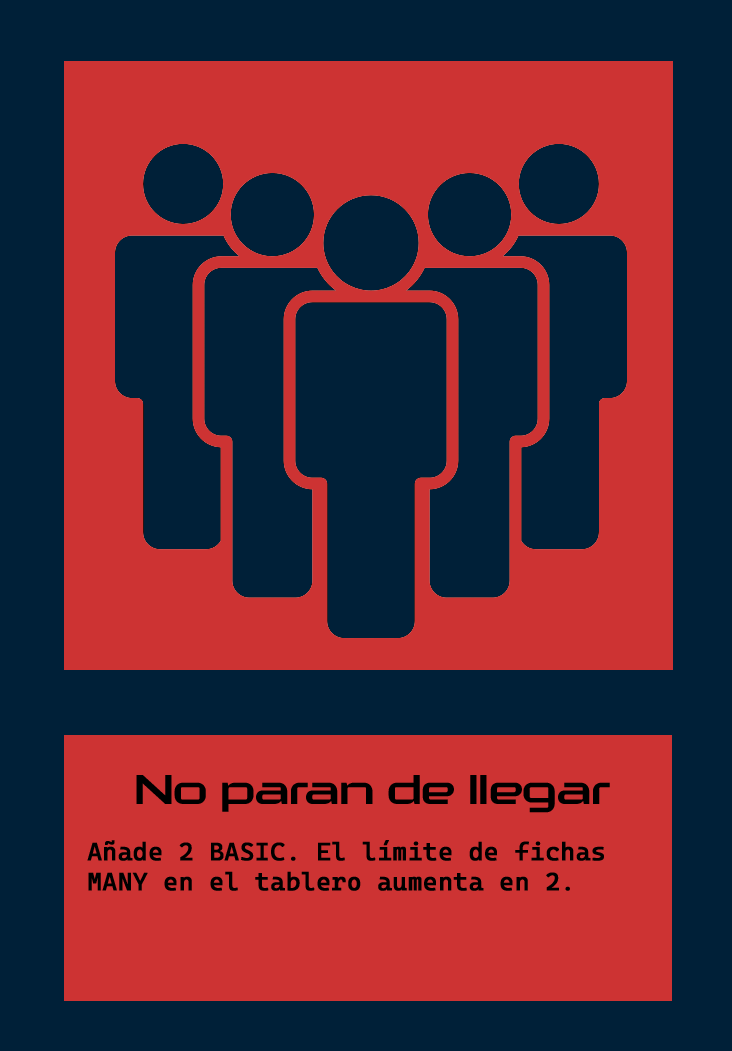 No paran de llegar
Añade 2 BASIC. El límite de fichas
MANY en el tablero aumenta en 2.